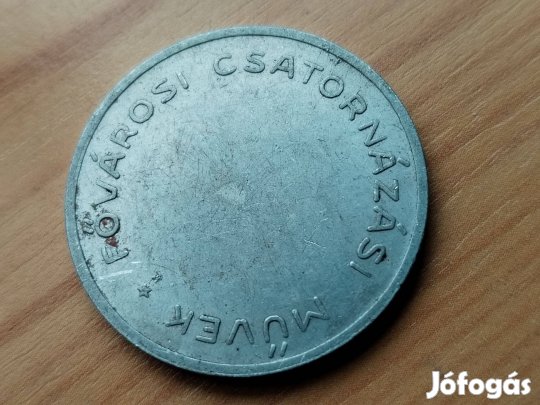 FŐVÁROSI CSATORNÁZÁSI MŰVEK
Jófogás